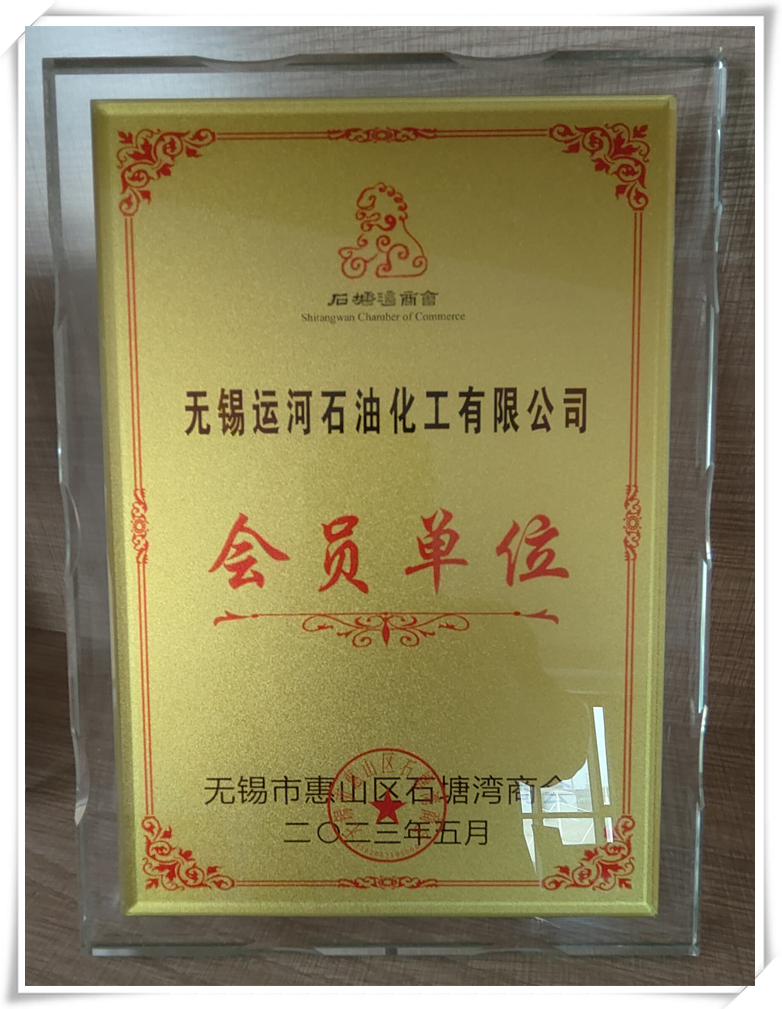 石塘湾商會
Shitangwan Chamber of Commerce
无锡运河石油化工有限公司
会员单位
无锡市惠山区石塘湾商会
二〇二三年五月